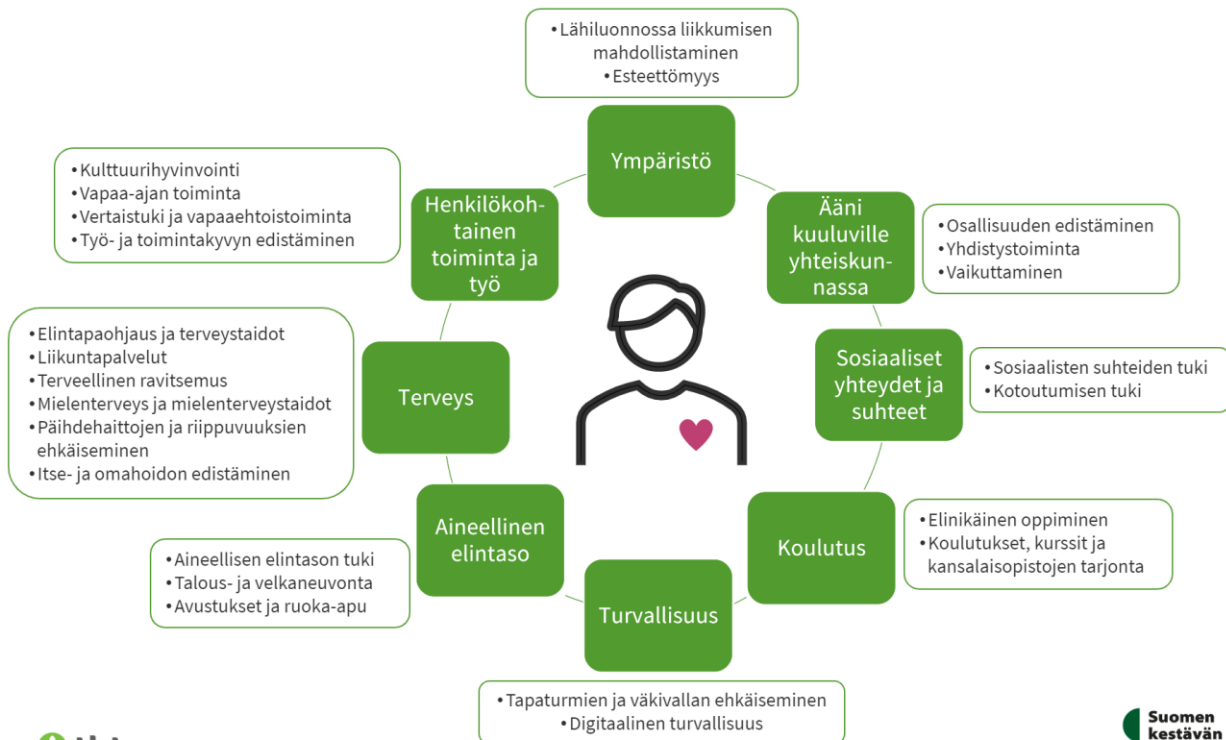 • Lähiluonnossa liikkumisen
mahdollistaminen
• Esteettömyys
Ympäristö
• Kulttuurihyvinvointi
• Vapaa-ajan toiminta
• Vertaistuki ja vapaaehtoistoiminta
• Työ- ja toimintakyvyn edistäminen
Henkilökoh-
tainen
toiminta ja
työ
Ääni
kuuluville
yhteiskun-
nassa
• Osallisuuden edistäminen
• Yhdistystoiminta
• Vaikuttaminen
• Elintapaohjaus ja terveystaidot
• Liikuntapalvelut
• Terveellinen ravitsemus
• Mielenterveys ja mielenterveystaidot
• Päihdehaittojen ja riippuvuuksien
ehkäiseminen
• Itse- ja omahoidon edistäminen
Terveys
Sosiaaliset
yhteydet ja
suhteet
• Sosiaalisten suhteiden tuki
• Kotoutumisen tuki
• Aineellisen elintason tuki
• Talous- ja velkaneuvonta
• Avustukset ja ruoka-apu
Aineellinen
elintaso
Koulutus
• Elinikäinen oppiminen
• Koulutukset, kurssit ja
kansalaisopistojen tarjonta
Turvallisuus
• Tapaturmien ja väkivallan ehkäiseminen
• Digitaalinen turvallisuus
Suomen
kestävän